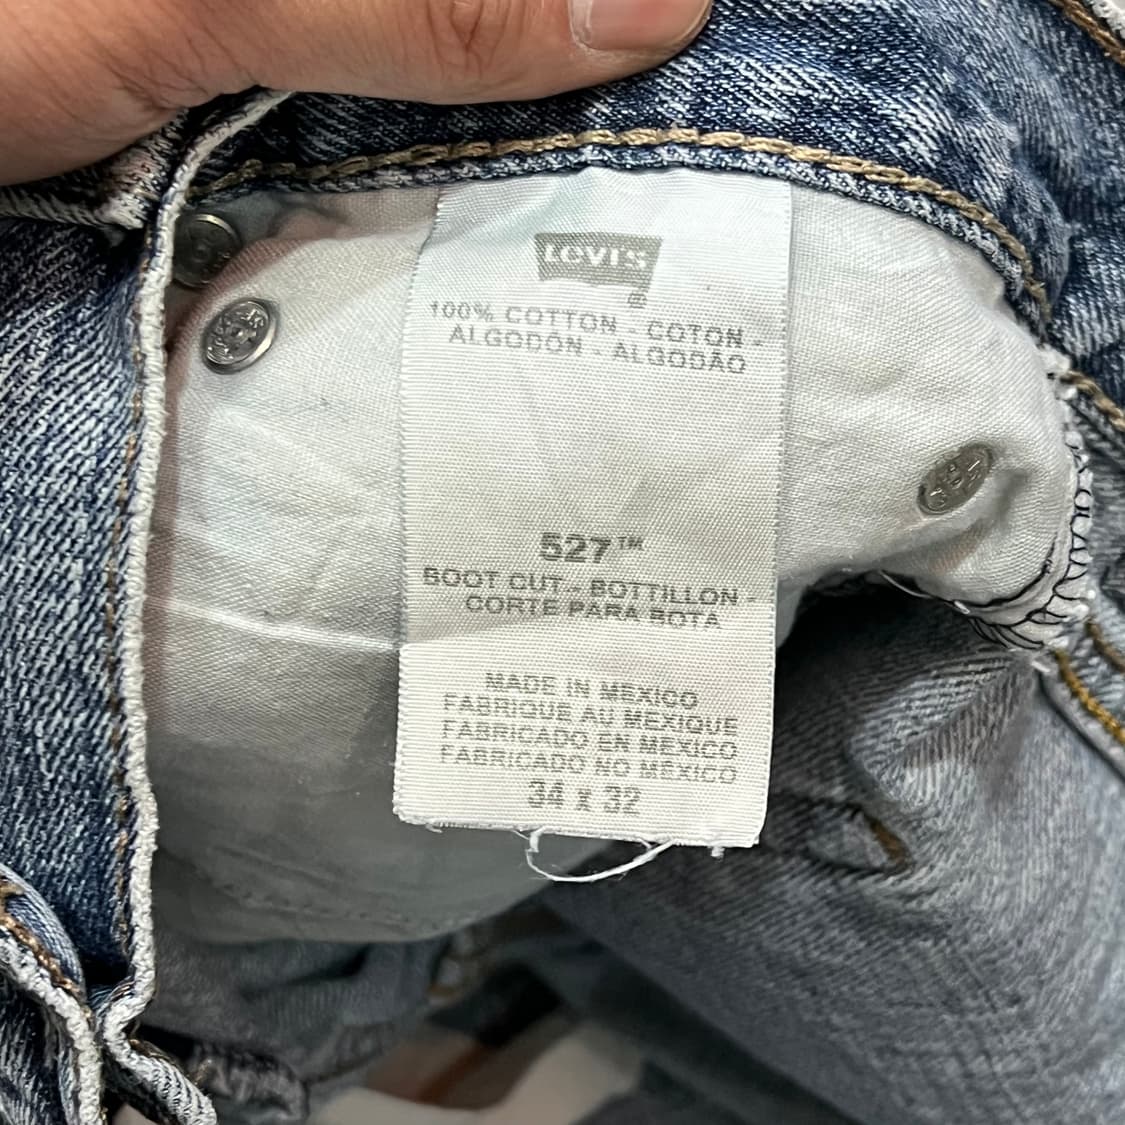 LEVI'S
®
100% COTTON - COTON -
ALGODÓN - ALGODÃO
527™
BOOT CUT - BOTTILLON -
CORTE PARA BOTA
MADE IN MEXICO
FABRIQUE AU MEXIQUE
FABRICADO EN MEXICO
FABRICADO NO MÉXICO
34 x 32